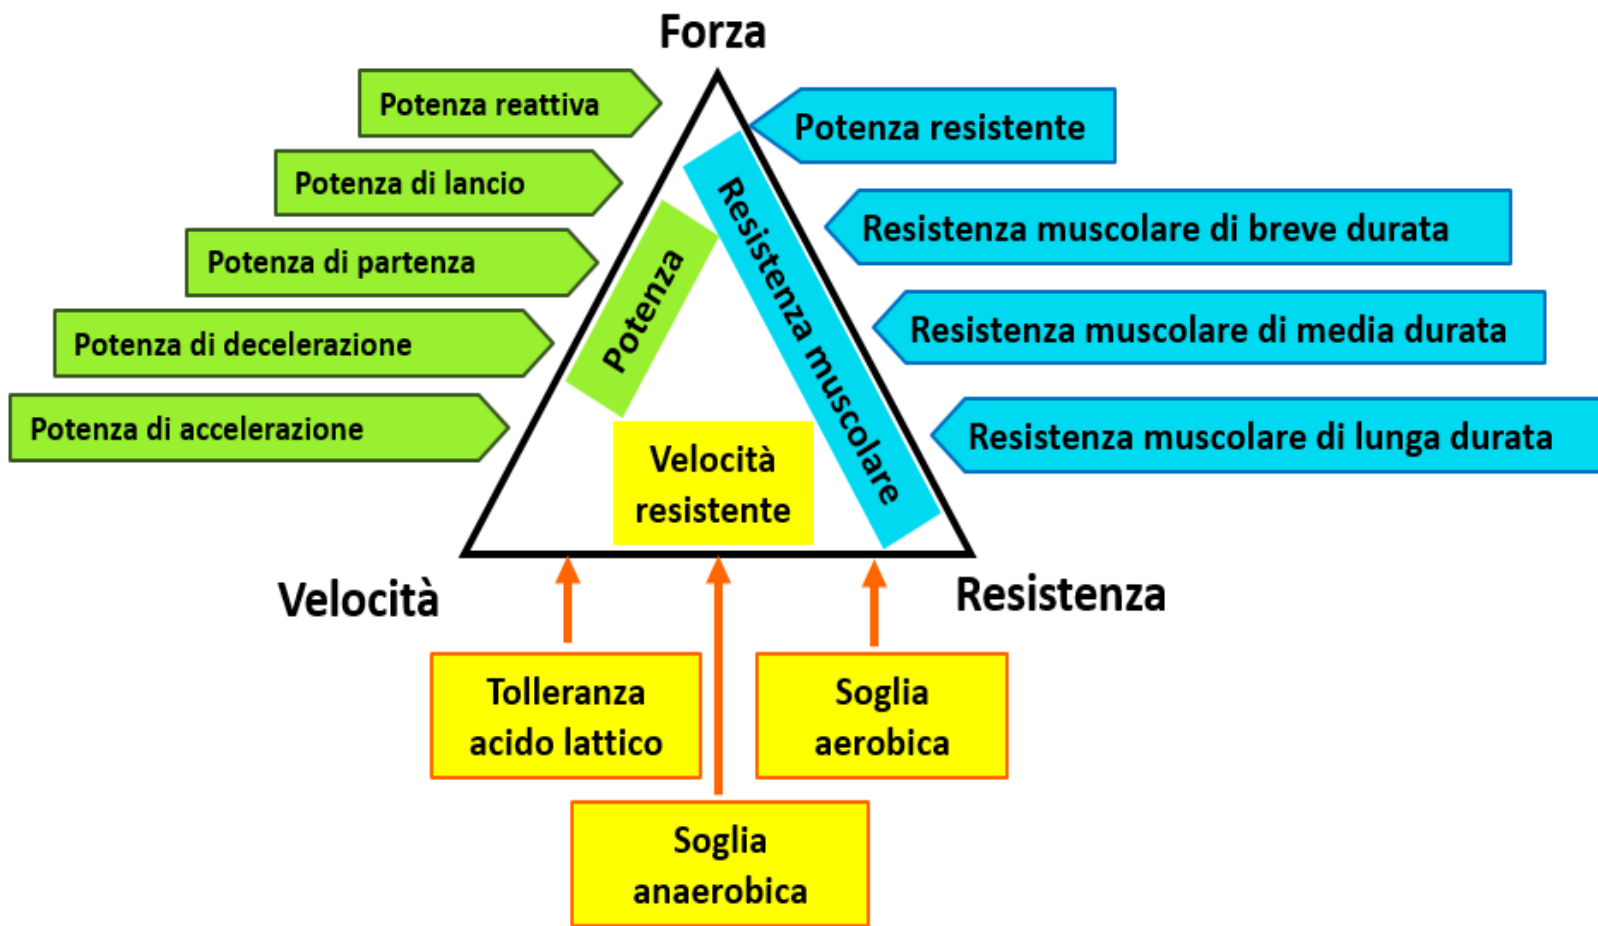 Forza
Potenza reattiva
Potenza resistente
Potenza di lancio
Resistenza muscolare di breve durata
Potenza di partenza
Resistenza muscolare di media durata
Potenza di decelerazione
Resistenza muscolare di lunga durata
Potenza di accelerazione
Potenza
Resistenza muscolare
Velocità
resistente
Velocità
Resistenza
Tolleranza
acido lattico
Soglia
aerobica
Soglia
anaerobica